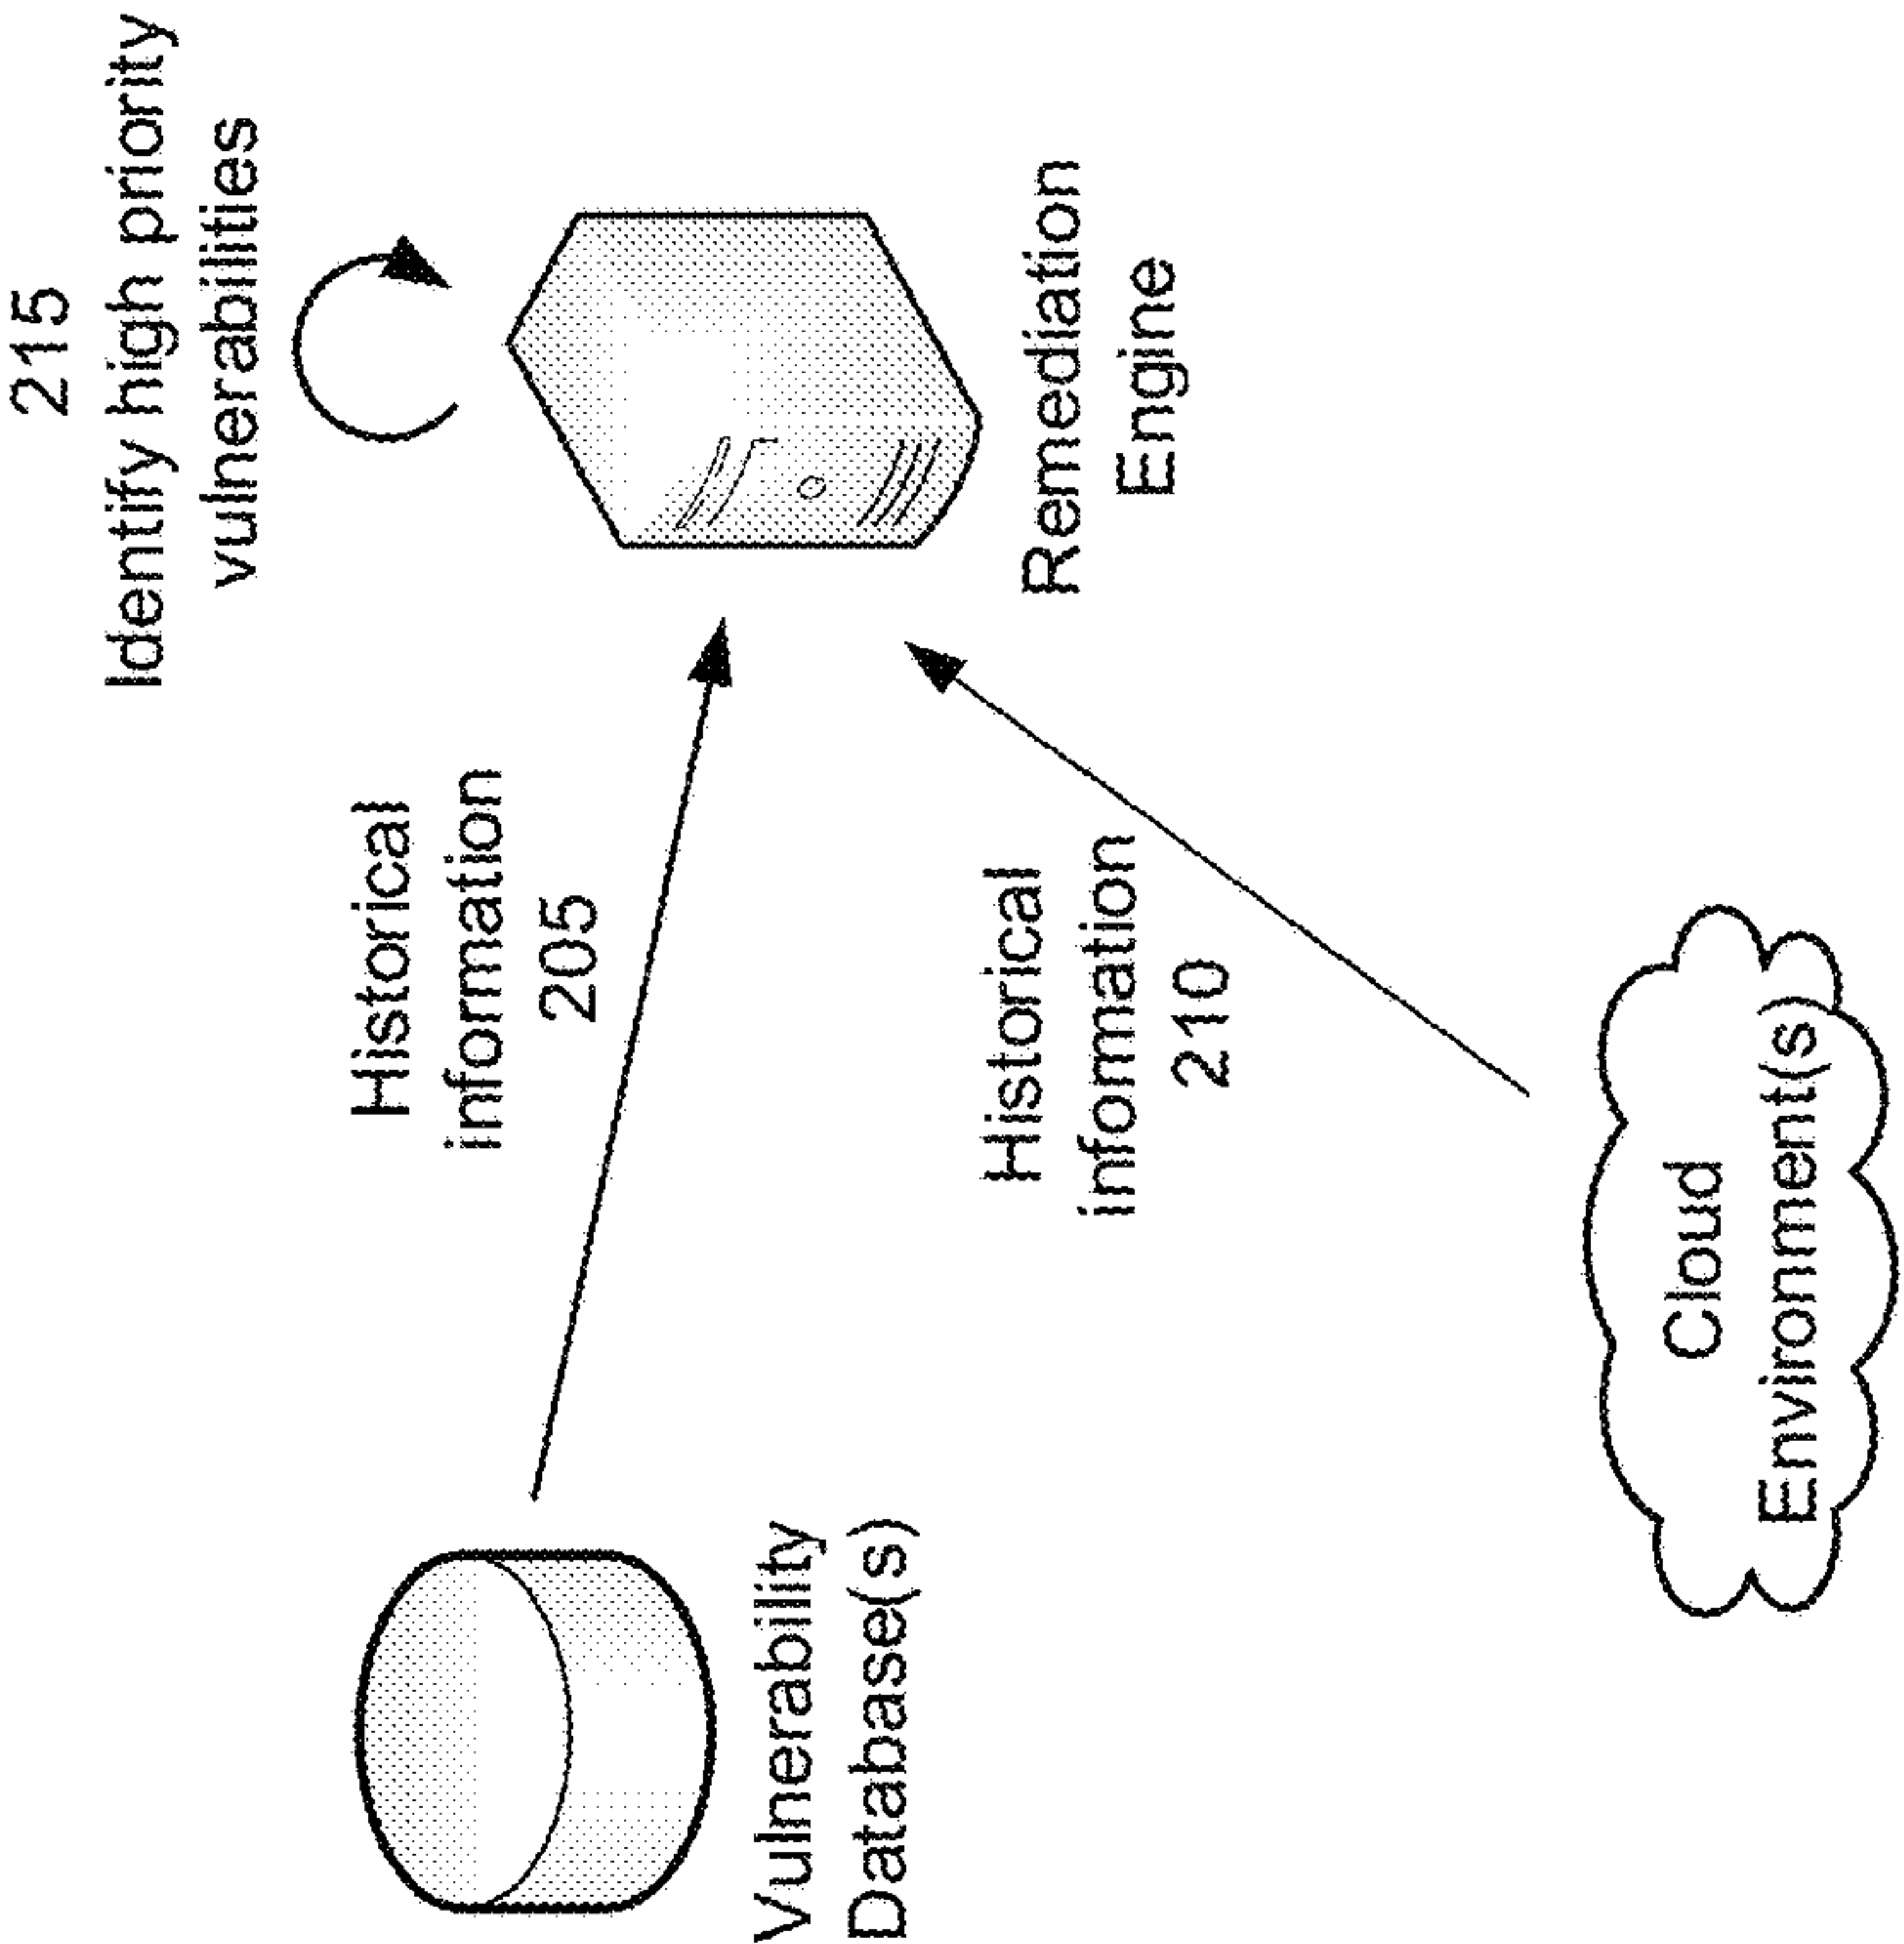 215
Identify high priority
vulnerabilities
Historical
information
205
Vulnerability
Database(s)
Remediation
Engine
Historical
information
210
Cloud
Environment(s)